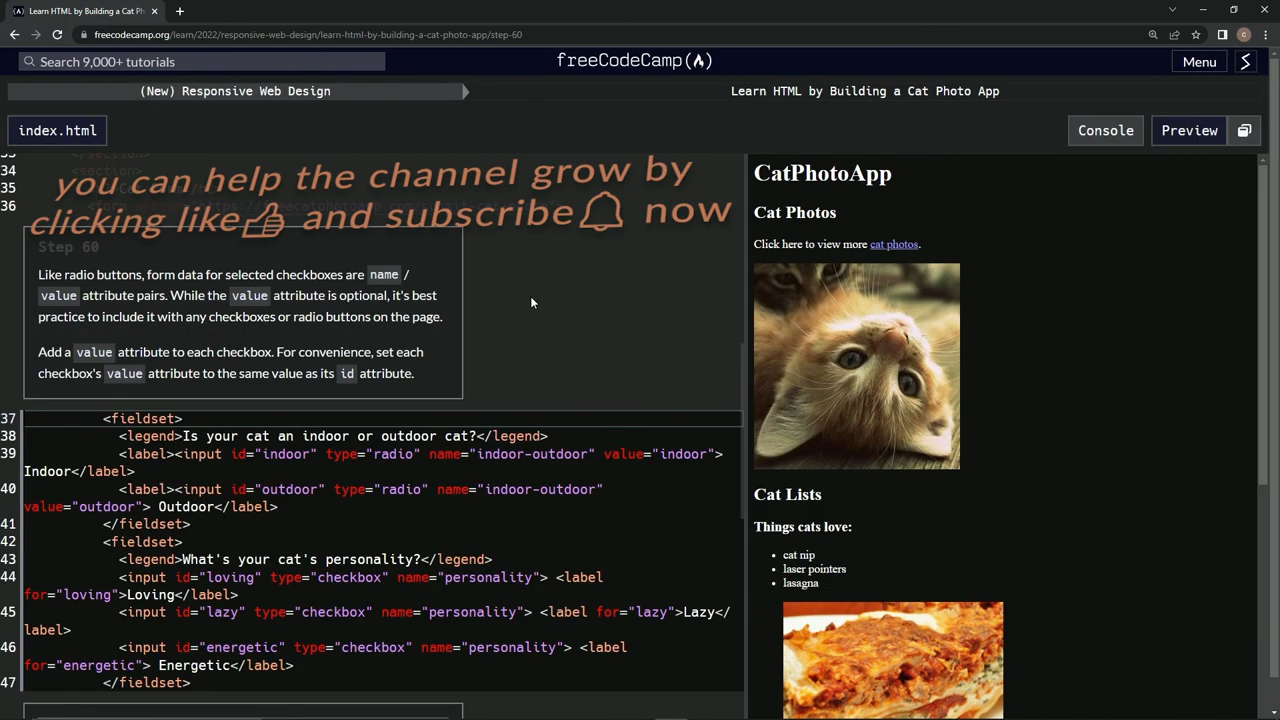 Learn HTML by Building a Cat Ph
freecodecamp.org/learn/2022/responsive-web-design/learn-html-by-building-a-cat-photo-app/step-60
Search 9,000+ tutorials
freeCodeCamp
Menu
(New) Responsive Web Design
Learn HTML by Building a Cat Photo App
index.html
Console
Preview
34
35
36
you can help the channel grow by
clicking like and subscribe now
Step 60
Like radio buttons, form data for selected checkboxes are name /
value attribute pairs. While the value attribute is optional, it's best
practice to include it with any checkboxes or radio buttons on the page.
Add a value attribute to each checkbox. For convenience, set each
checkbox's value attribute to the same value as its id attribute.
37 <fieldset>
38 <legend>Is your cat an indoor or outdoor cat?</legend>
39 <label><input id="indoor" type="radio" name="indoor-outdoor" value="indoor">
Indoor</label>
40 <label><input id="outdoor" type="radio" name="indoor-outdoor"
value="outdoor"> Outdoor</label>
41 </fieldset>
42 <fieldset>
43 <legend>What's your cat's personality?</legend>
44 <input id="loving" type="checkbox" name="personality"> <label
for="loving">Loving</label>
45 <input id="lazy" type="checkbox" name="personality"> <label for="lazy">Lazy</
label>
46 <input id="energetic" type="checkbox" name="personality"> <label
for="energetic"> Energetic</label>
47 </fieldset>
CatPhotoApp
Cat Photos
Click here to view more cat photos.
Cat Lists
Things cats love:
cat nip
laser pointers
lasagna